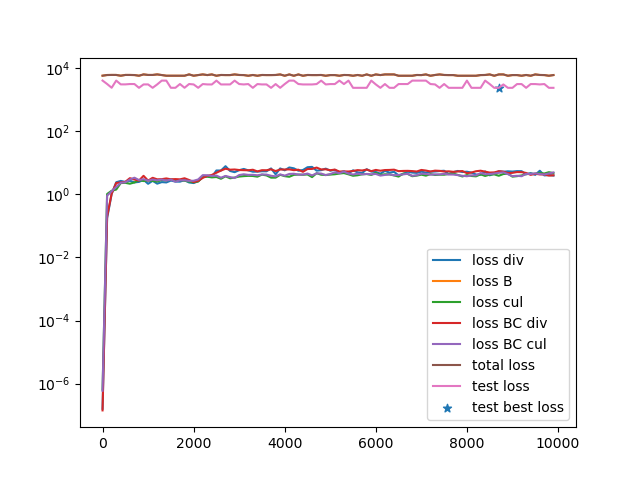 10^4
10^2
10^0
10^-2
10^-4
10^-6
0 2000 4000 6000 8000 10000
loss div
loss B
loss cul
loss BC div
loss BC cul
total loss
test loss
test best loss